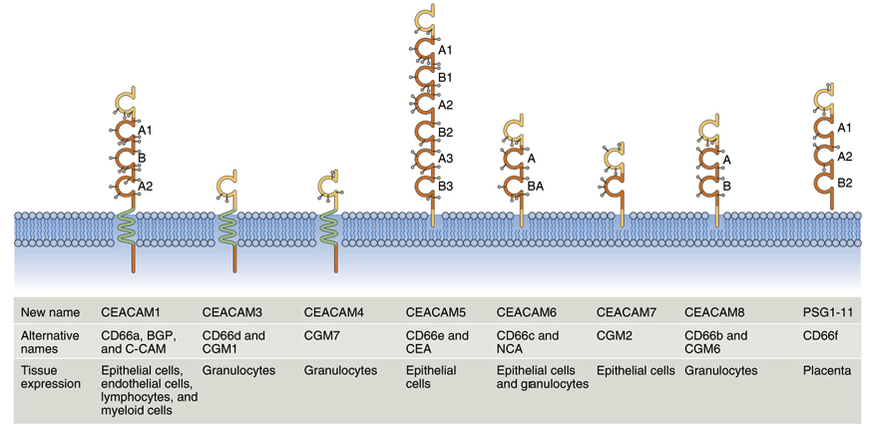 A1
B
A2
A1
B1
A2
B2
A3
B3
A
BA
A
B
A1
A2
B2
New name CEACAM1 CEACAM3 CEACAM4 CEACAM5 CEACAM6 CEACAM7 CEACAM8 PSG1-11
Alternative CD66a, BGP, CD66d and CGM7 CD66e and CD66c and CGM2 CD66b and CD66f
names and C-CAM CGM1 CEA NCA CGM6
Tissue Epithelial cells, Granulocytes Granulocytes Epithelial Epithelial cells Epithelial cells Granulocytes Placenta
expression endothelial cells, cells and granulocytes
lymphocytes, and
myeloid cells